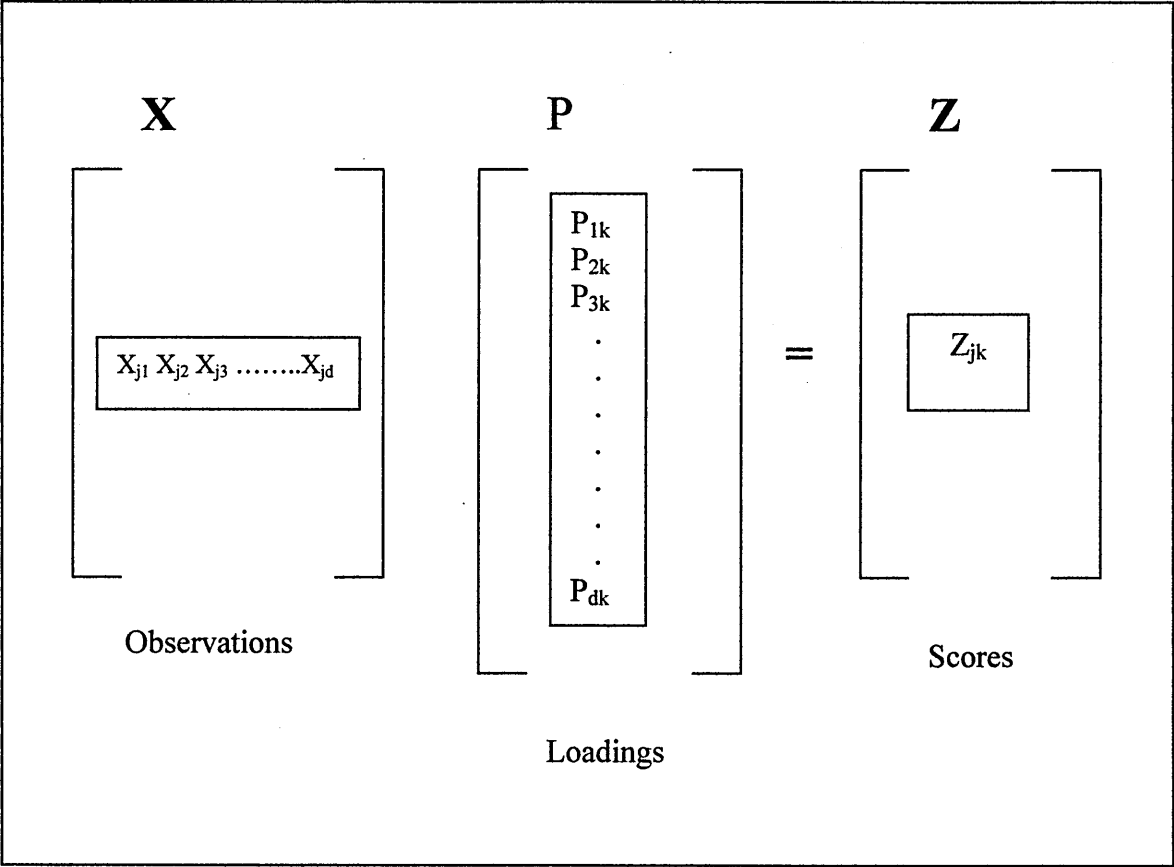 X P Z
P1k
P2k
P3k
.
Xj1 Xj2 Xj3 ........Xjd = Zjk
.
.
.
.
.
.
Pdk
Observations
Scores
Loadings